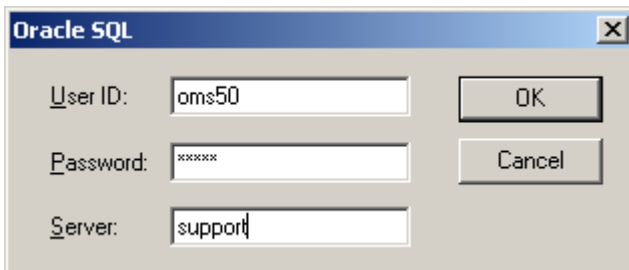 Oracle SQL
User ID: oms50 OK
Password: ***** Cancel
Server: support